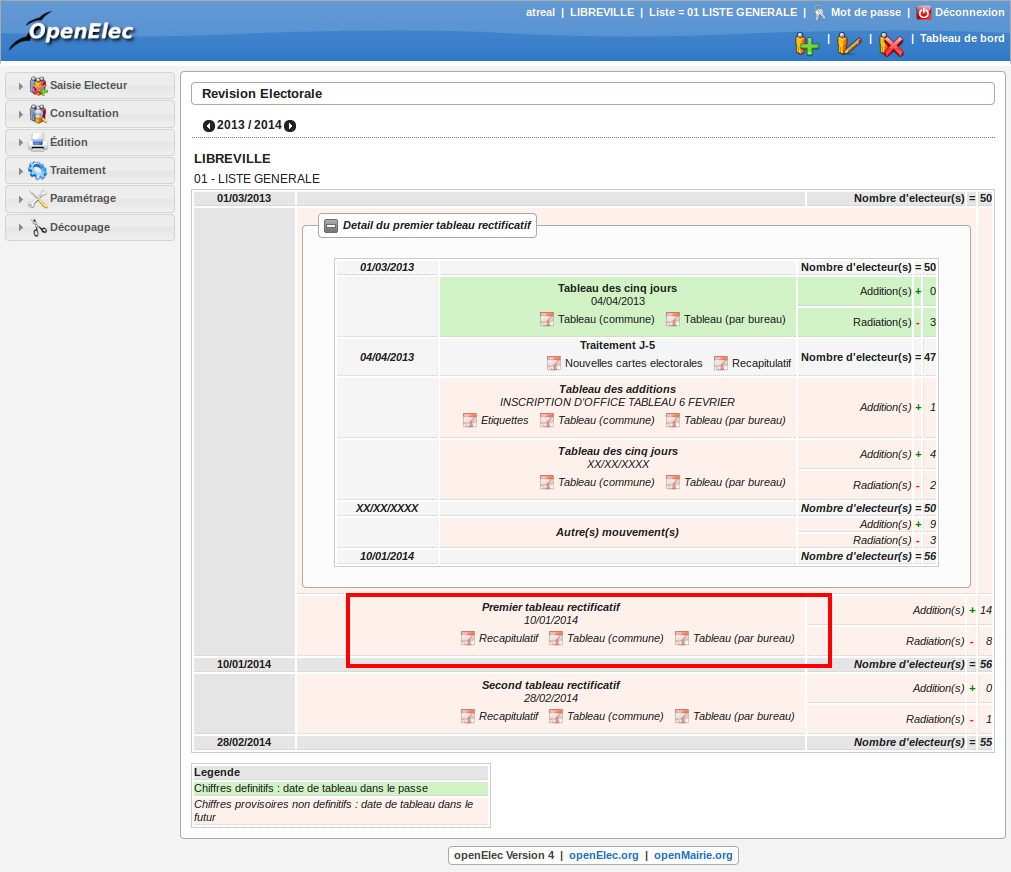 OpenElec
atreal | LIBREVILLE | Liste = 01 LISTE GENERALE | Mot de passe | Déconnexion
| | | Tableau de bord
Saisie Electeur
Consultation
Édition
Traitement
Paramétrage
Découpage
Revision Electorale
2013 / 2014
LIBREVILLE
01 - LISTE GENERALE
01/03/2013 Nombre d'electeur(s) = 50
Detail du premier tableau rectificatif
01/03/2013 Nombre d'electeur(s) = 50
Tableau des cinq jours
04/04/2013
Tableau (commune) Tableau (par bureau)
Addition(s) + 0
Radiation(s) - 3
04/04/2013
Traitement J-5
Nouvelles cartes electorales Recapitulatif
Nombre d'electeur(s) = 47
Tableau des additions
INSCRIPTION D'OFFICE TABLEAU 6 FEVRIER
Etiquettes Tableau (commune) Tableau (par bureau)
Addition(s) + 1
Tableau des cinq jours
XX/XX/XXXX
Tableau (commune) Tableau (par bureau)
Addition(s) + 4
Radiation(s) - 2
XX/XX/XXXX Nombre d'electeur(s) = 50
Autre(s) mouvement(s)
Addition(s) + 9
Radiation(s) - 3
10/01/2014 Nombre d'electeur(s) = 56
Premier tableau rectificatif
10/01/2014
Recapitulatif Tableau (commune) Tableau (par bureau)
Addition(s) + 14
Radiation(s) - 8
10/01/2014 Nombre d'electeur(s) = 56
Second tableau rectificatif
28/02/2014
Recapitulatif Tableau (commune) Tableau (par bureau)
Addition(s) + 0
Radiation(s) - 1
28/02/2014 Nombre d'electeur(s) = 55
Legende
Chiffres definitifs : date de tableau dans le passe
Chiffres provisoires non definitifs : date de tableau dans le
futur
openElec Version 4 | openElec.org | openMairie.org